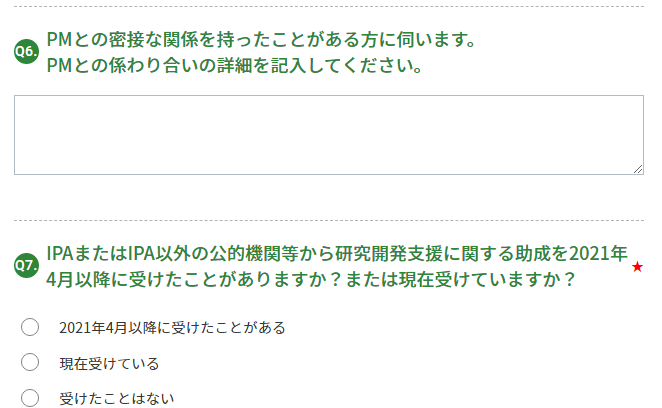 Q6. PMとの密接な関係を持ったことがある方に伺います。
PMとの係わり合いの詳細を記入してください。
Q7. IPAまたはIPA以外の公的機関等から研究開発支援に関する助成を2021年
4月以降に受けたことがありますか？または現在受けていますか？ ★
2021年4月以降に受けたことがある
現在受けている
受けたことはない